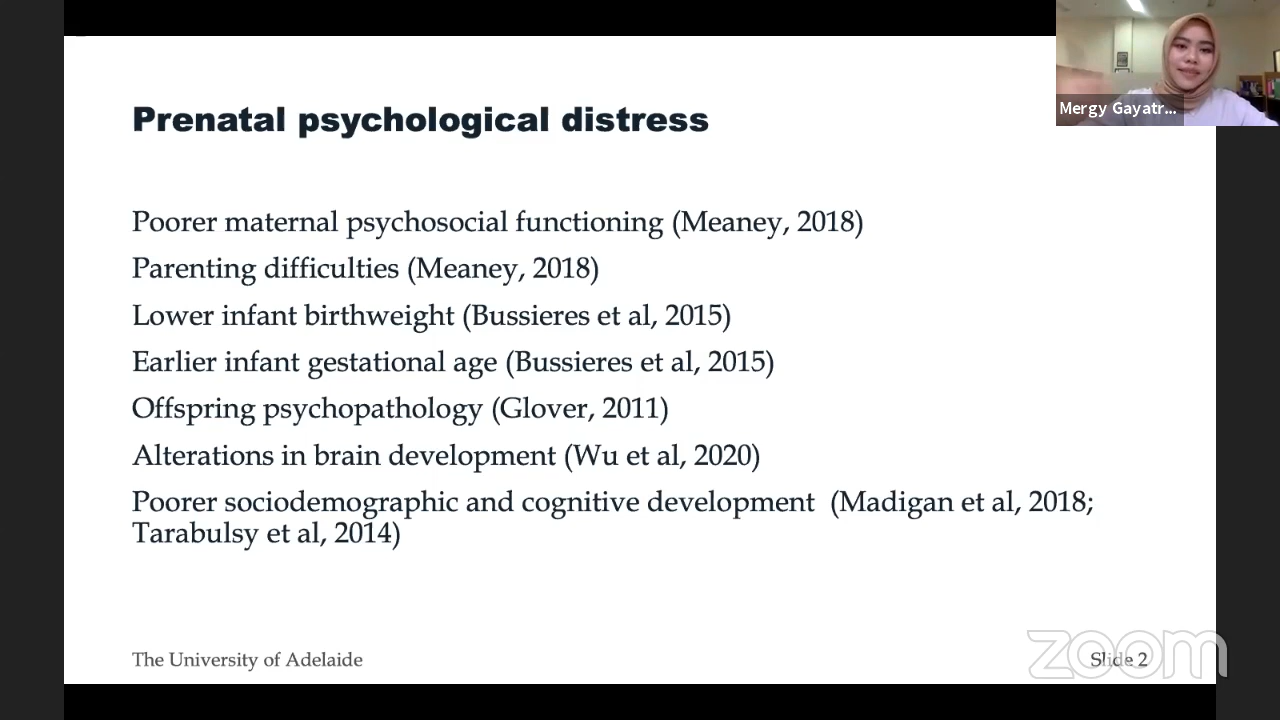 Prenatal psychological distress
Mergy Gayatr...
Poorer maternal psychosocial functioning (Meaney, 2018)
Parenting difficulties (Meaney, 2018)
Lower infant birthweight (Bussieres et al, 2015)
Earlier infant gestational age (Bussieres et al, 2015)
Offspring psychopathology (Glover, 2011)
Alterations in brain development (Wu et al, 2020)
Poorer sociodemographic and cognitive development (Madigan et al, 2018;
Tarabulsy et al, 2014)
The University of Adelaide
Slide 2
zoom